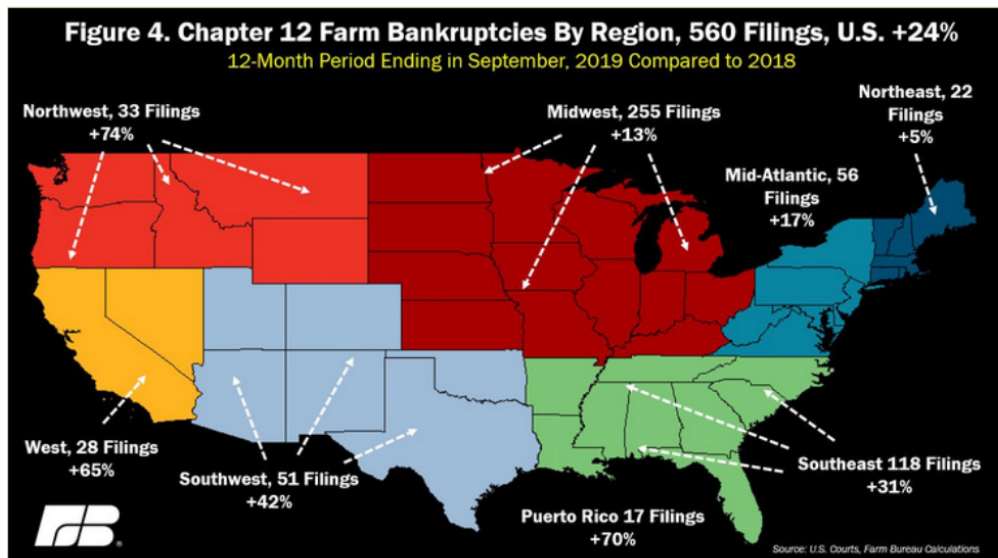 Figure 4. Chapter 12 Farm Bankruptcies By Region, 560 Filings, U.S. +24%
12-Month Period Ending in September, 2019 Compared to 2018
Northwest, 33 Filings
+74%
Midwest, 255 Filings
+13%
Northeast, 22
Filings
+5%
Mid-Atlantic, 56
Filings
+17%
West, 28 Filings
+65%
Southwest, 51 Filings
+42%
Southeast 118 Filings
+31%
Puerto Rico 17 Filings
+70%
FB®
Source: U.S. Courts, Farm Bureau Calculations